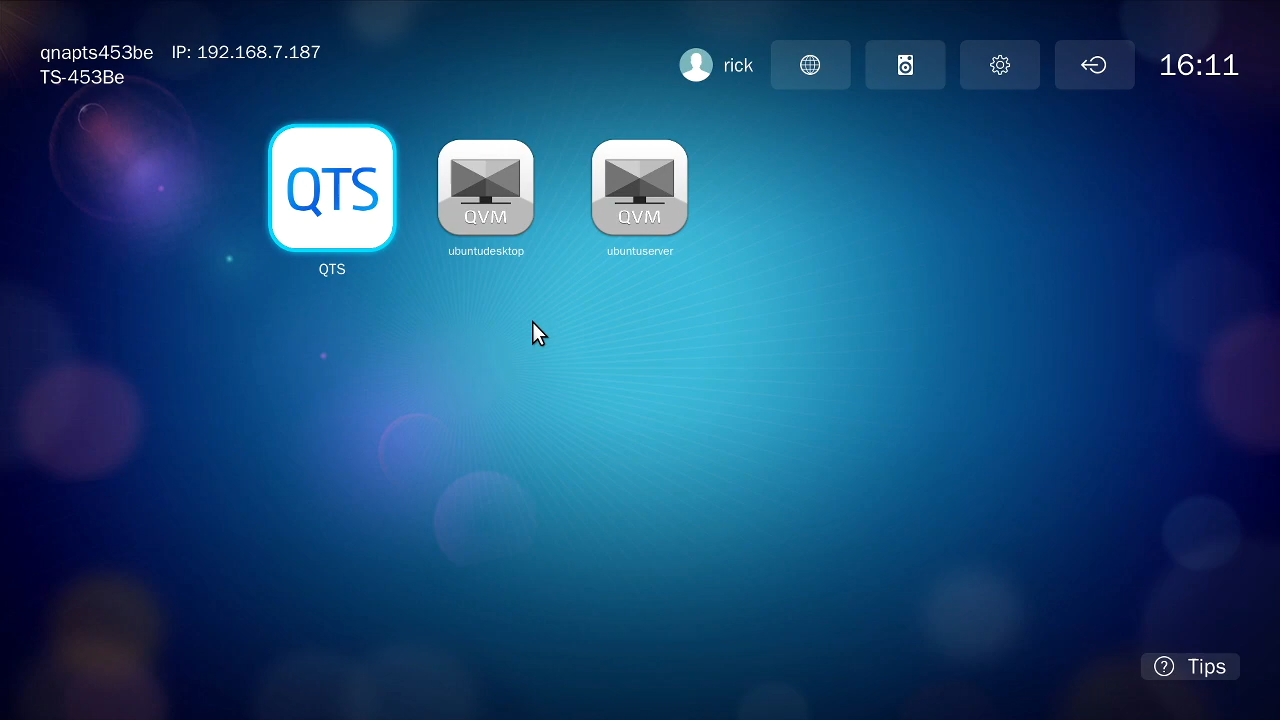 qnapts453be IP: 192.168.7.187
TS-453Be
rick
16:11
QTS
QVM
QVM
QTS
ubuntudesktop
ubuntuserver
? Tips